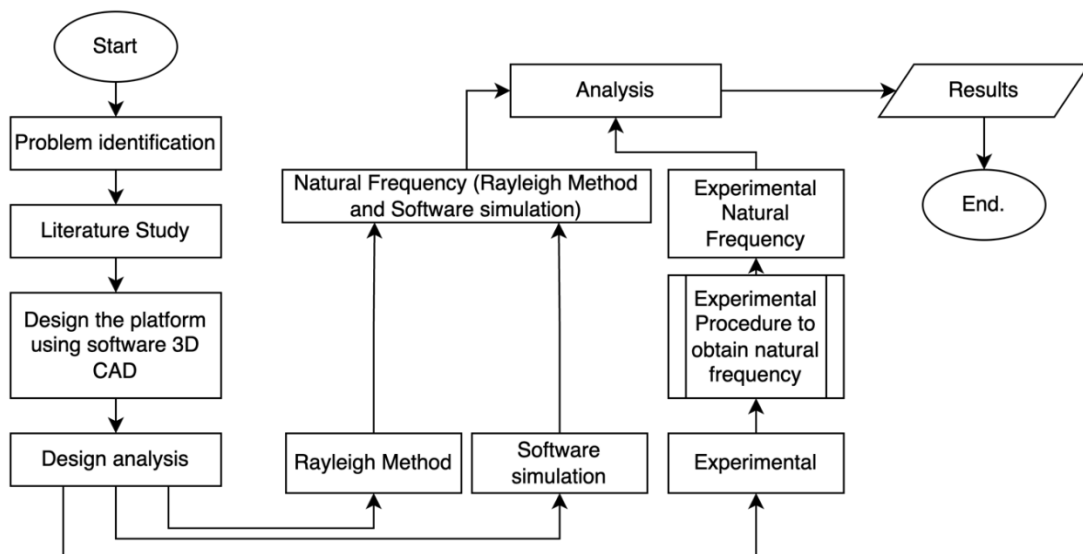 Start
Problem identification
Literature Study
Design the platform
using software 3D
CAD
Design analysis
Rayleigh Method
Software
simulation
Experimental
Experimental
Procedure to
obtain natural
frequency
Experimental
Natural
Frequency
Natural Frequency (Rayleigh Method
and Software simulation)
Analysis
Results
End.